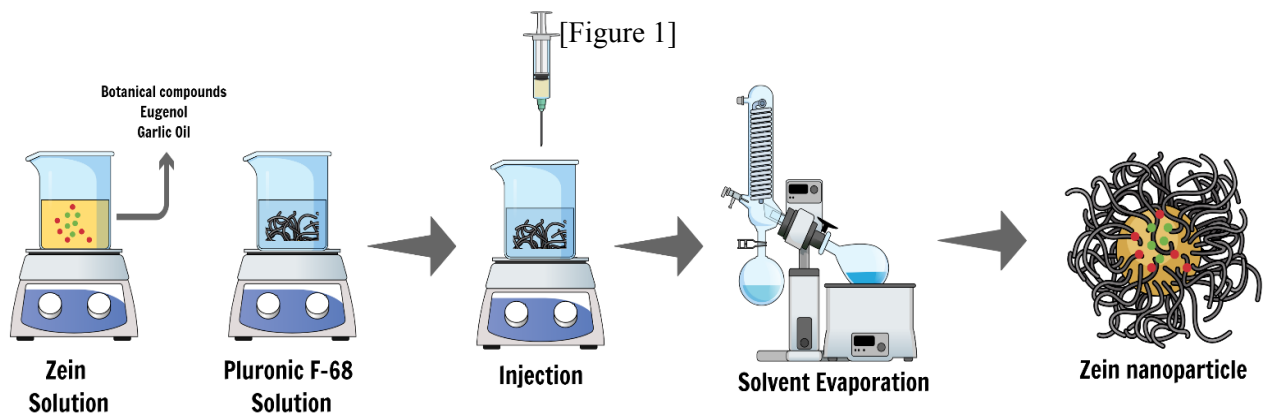 [Figure 1]
Botanical compounds
Eugenol
Garlic Oil
Zein
Solution
Pluronic F-68
Solution
Injection
Solvent Evaporation
Zein nanoparticle